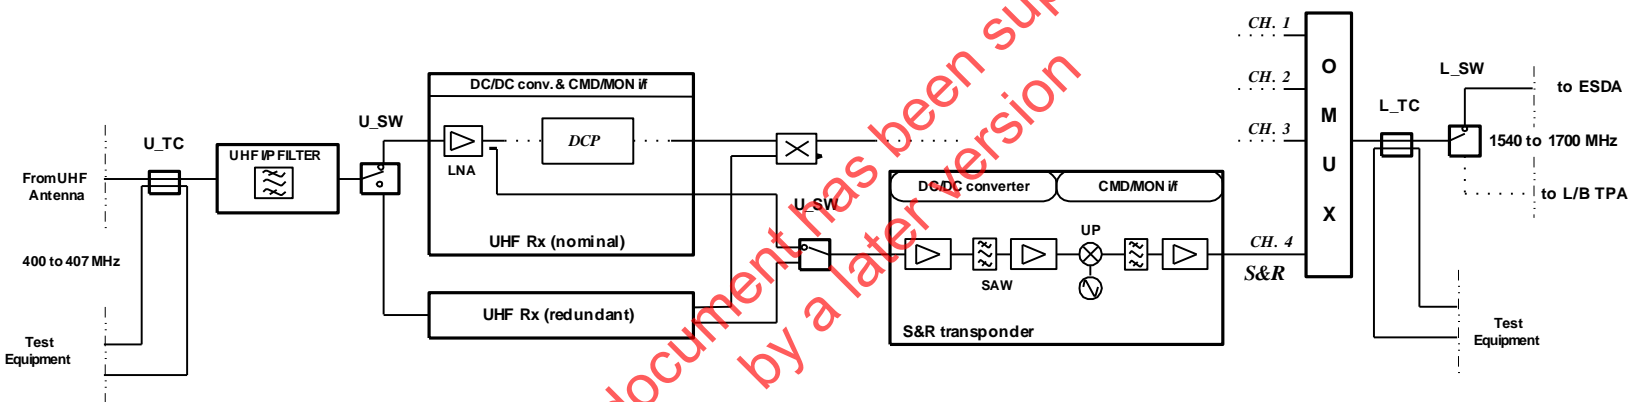 CH. 1
O
M
U
X
CH. 2
CH. 3
CH. 4
S&R
L_SW
to ESDA
L_TC
1540 to 1700 MHz
to L/B TPA
Test
Equipment
DC/DC conv. & CMD/MON i/f
U_SW
LNA
DCP
UHF Rx (nominal)
U_TC
UHF I/P FILTER
From UHF
Antenna
400 to 407 MHz
Test
Equipment
UHF Rx (redundant)
U_SW
DC/DC converter
CMD/MON i/f
UP
SAW
S&R transponder
document has been sup
by a later version